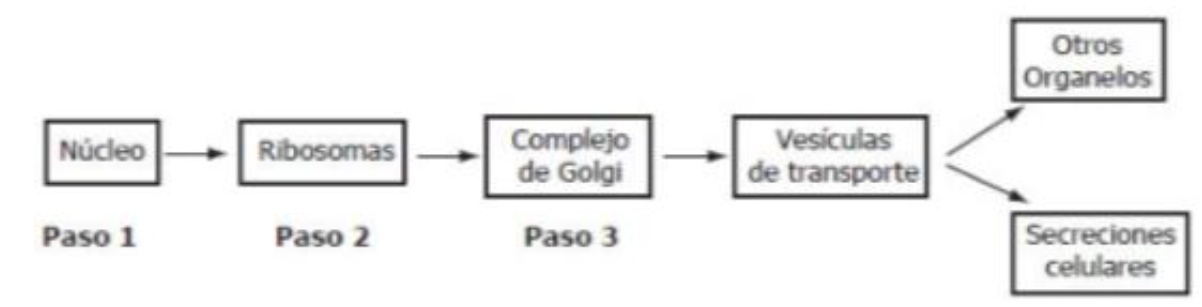 Núcleo
Ribosomas
Complejo
de Golgi
Vesículas
de transporte
Otros
Organelos
Secreciones
celulares
Paso 1
Paso 2
Paso 3